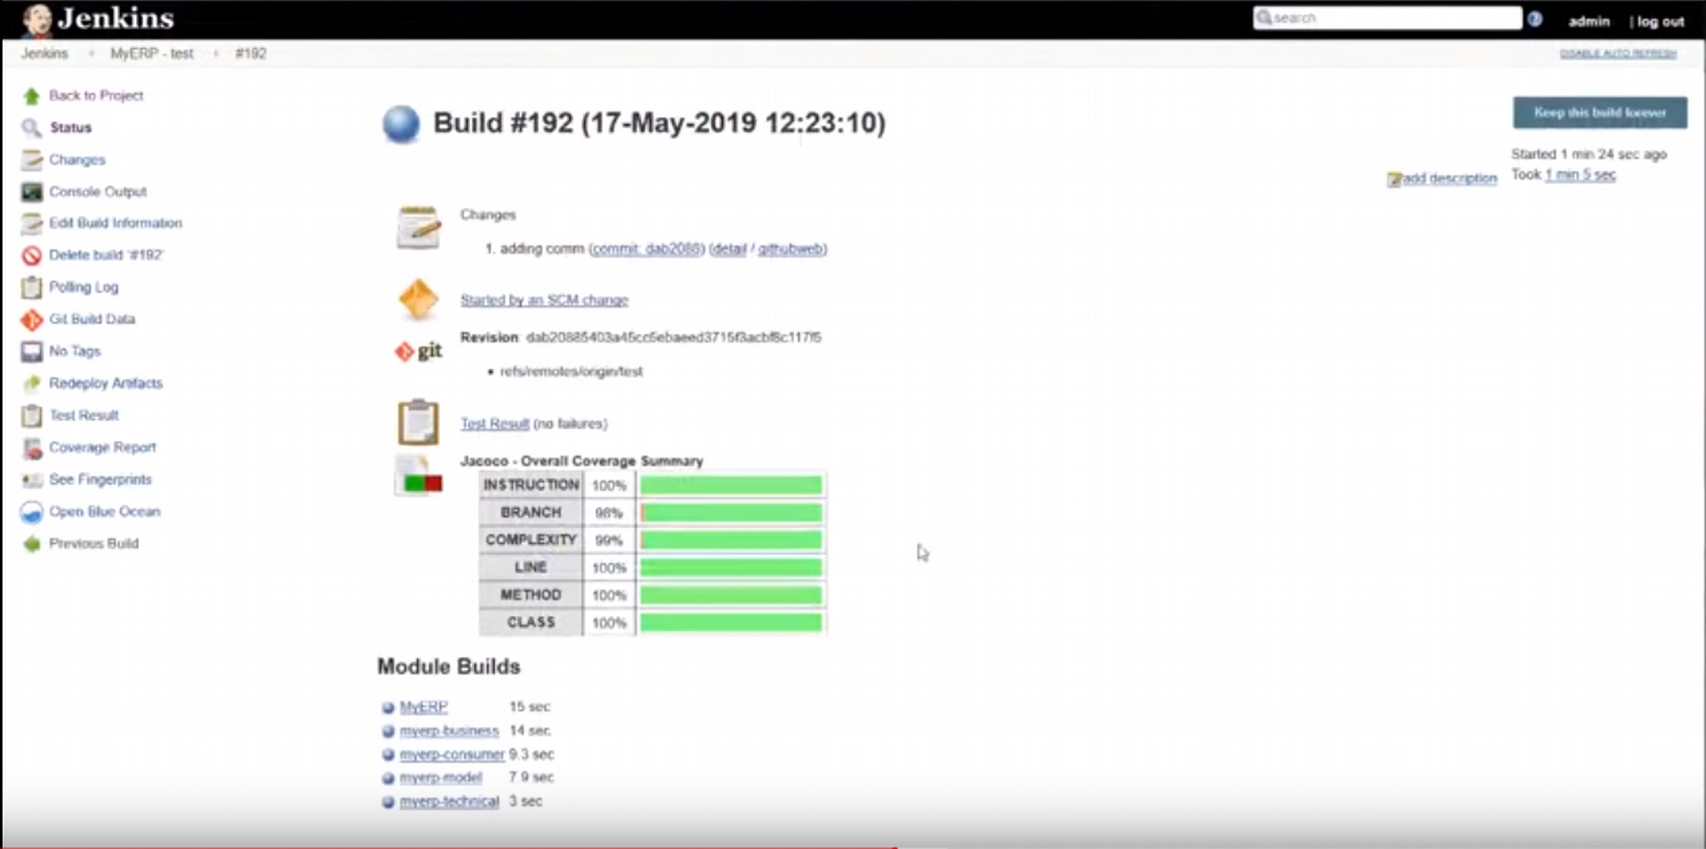 Jenkins
search
admin
| log out
Jenkins
MyERP - test
#192
DISABLE AUTO REFRESH
Back to Project
Status
Changes
Console Output
Edit Build Information
Delete build '#192'
Polling Log
Git Build Data
No Tags
Redeploy Artifacts
Test Result
Coverage Report
See Fingerprints
Open Blue Ocean
Previous Build
Build #192 (17-May-2019 12:23:10)
Keep this build forever
Started 1 min 24 sec ago
Took 1 min 5 sec
add description
Changes
1. adding comm (commit: dab2088) (detail / githubweb)
Started by an SCM change
git
Revision:
• refs/remotes/origin/test
Test Result (no failures)
Jacoco - Overall Coverage Summary
INSTRUCTION 100%
BRANCH 98%
COMPLEXITY 99%
LINE 100%
METHOD 100%
CLASS 100%
Module Builds
MyERP 15 sec
myerp-business 14 sec
myerp-consumer 9.3 sec
myerp-model 7.9 sec
myerp-technical 3 sec